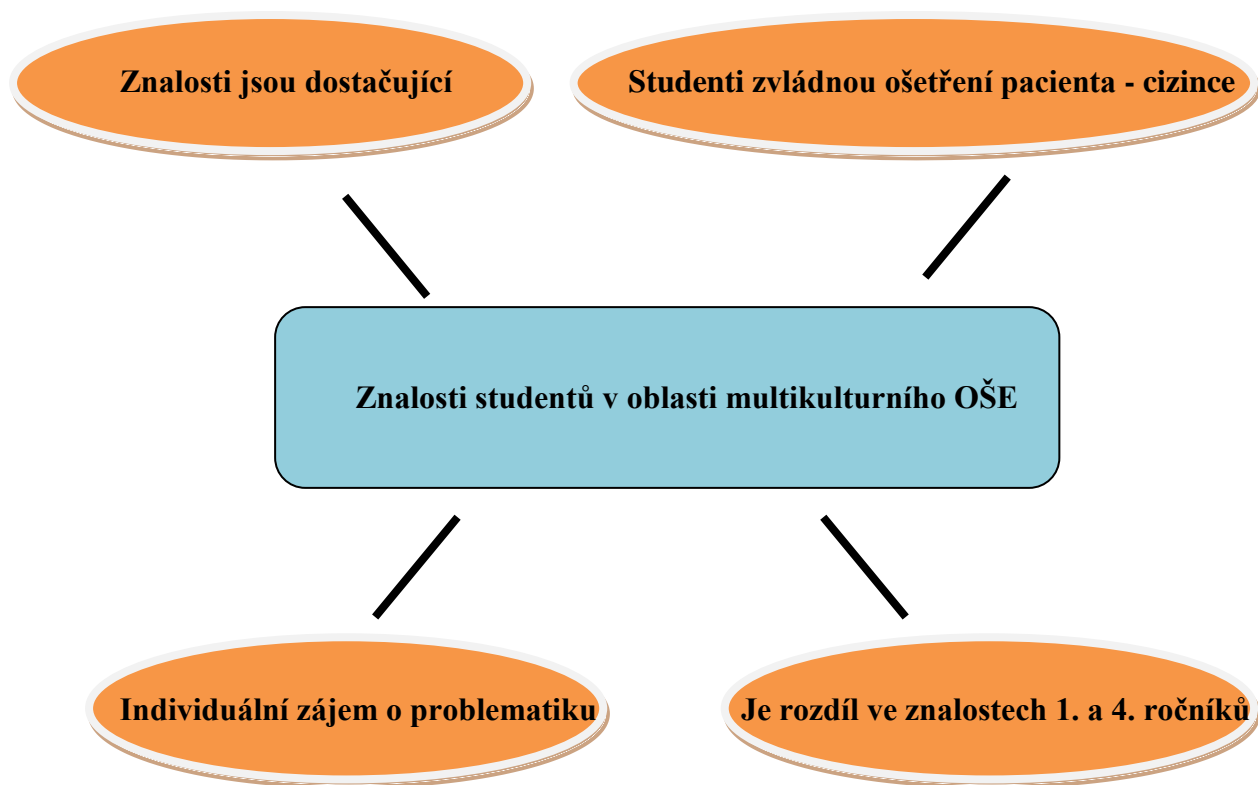 Znalosti jsou dostačující
Studenti zvládnou ošetření pacienta - cizince
Znalosti studentů v oblasti multikulturního OŠE
Individuální zájem o problematiku
Je rozdíl ve znalostech 1. a 4. ročníků